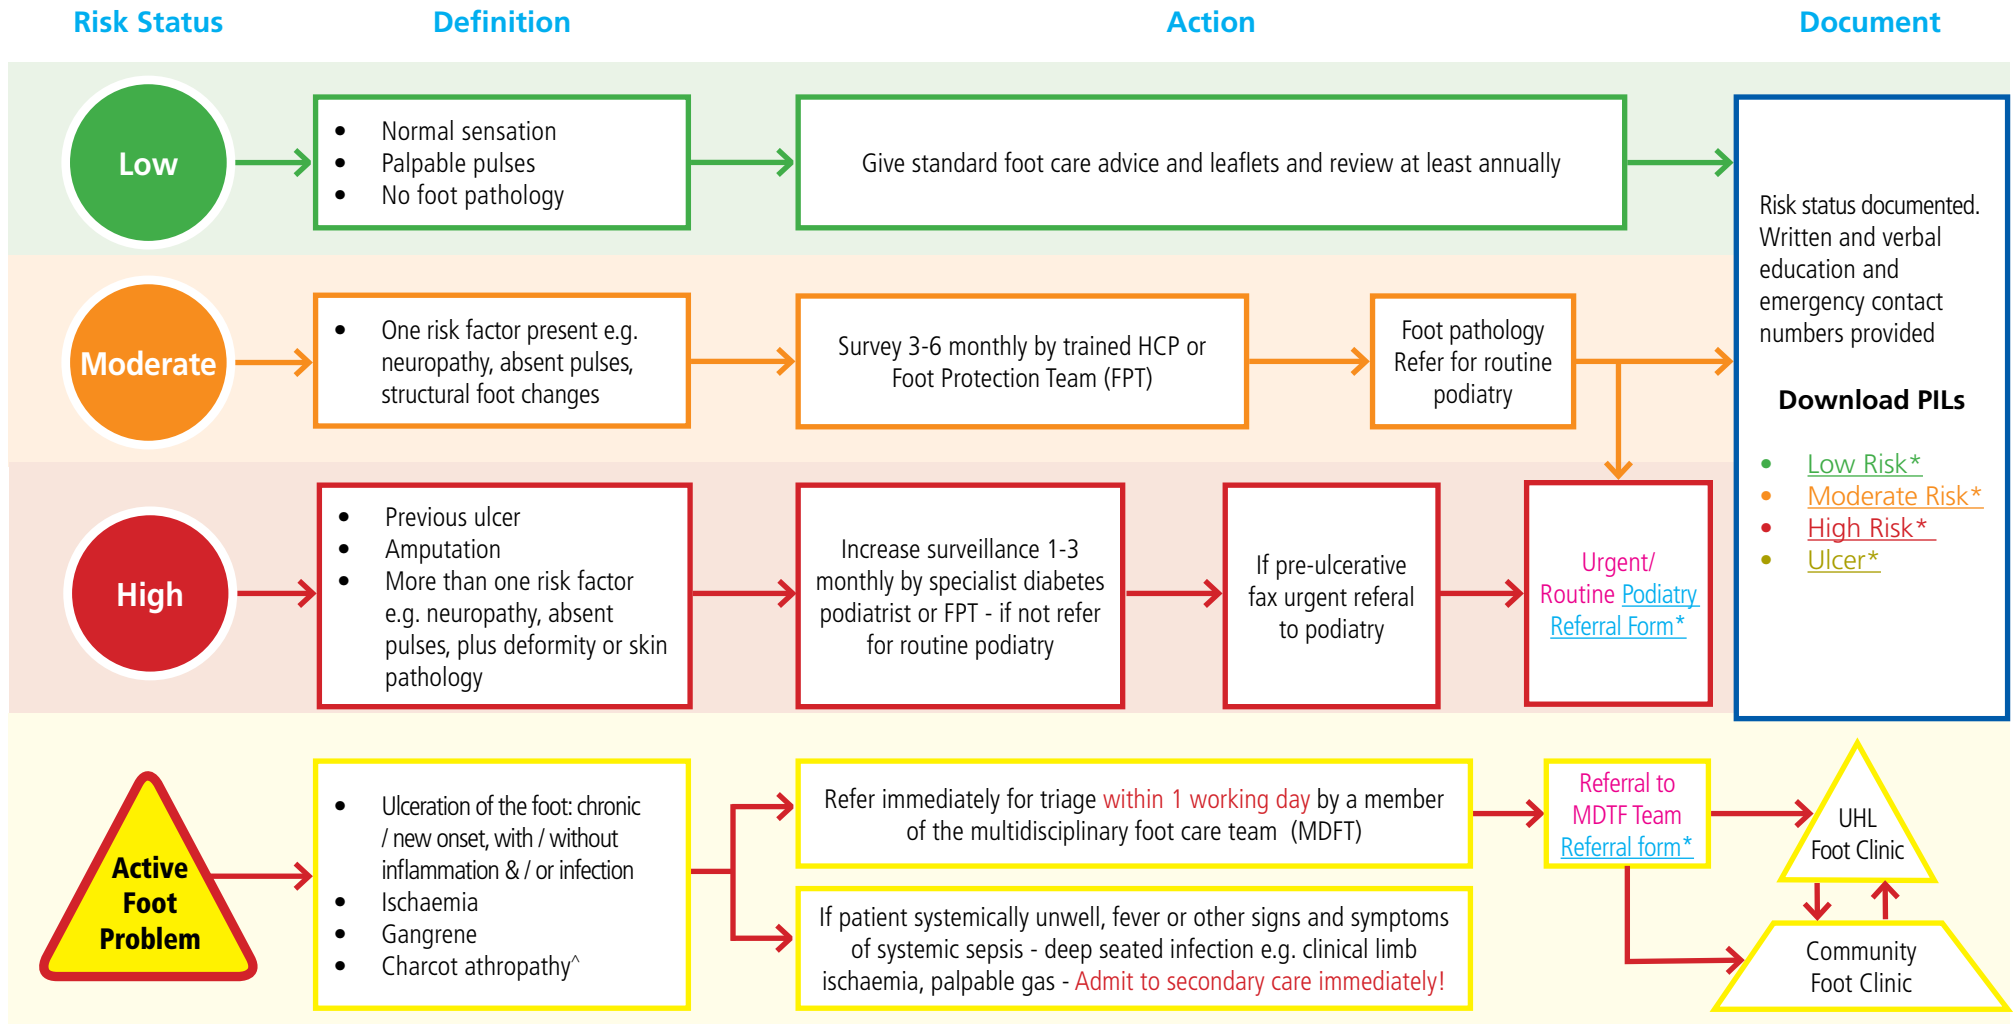 Risk Status
Definition
Action
Document
Low
• Normal sensation
• Palpable pulses
• No foot pathology
Give standard foot care advice and leaflets and review at least annually
Moderate
• One risk factor present e.g.
neuropathy, absent pulses,
structural foot changes
Survey 3-6 monthly by trained HCP or
Foot Protection Team (FPT)
Foot pathology
Refer for routine
podiatry
High
• Previous ulcer
• Amputation
• More than one risk factor
e.g. neuropathy, absent
pulses, plus deformity or skin
pathology
Increase surveillance 1-3
monthly by specialist diabetes
podiatrist or FPT - if not refer
for routine podiatry
If pre-ulcerative
fax urgent referal
to podiatry
Urgent/
Routine Podiatry
Referral Form*
Risk status documented.
Written and verbal
education and
emergency contact
numbers provided
Download PILs
• Low Risk*
• Moderate Risk*
• High Risk*
• Ulcer*
Active
Foot
Problem
• Ulceration of the foot: chronic
/ new onset, with / without
inflammation & / or infection
• Ischaemia
• Gangrene
• Charcot athropathy^
Refer immediately for triage within 1 working day by a member
of the multidisciplinary foot care team (MDFT)
If patient systemically unwell, fever or other signs and symptoms
of systemic sepsis - deep seated infection e.g. clinical limb
ischaemia, palpable gas - Admit to secondary care immediately!
Referral to
MDTF Team
Referral form*
UHL
Foot Clinic
Community
Foot Clinic